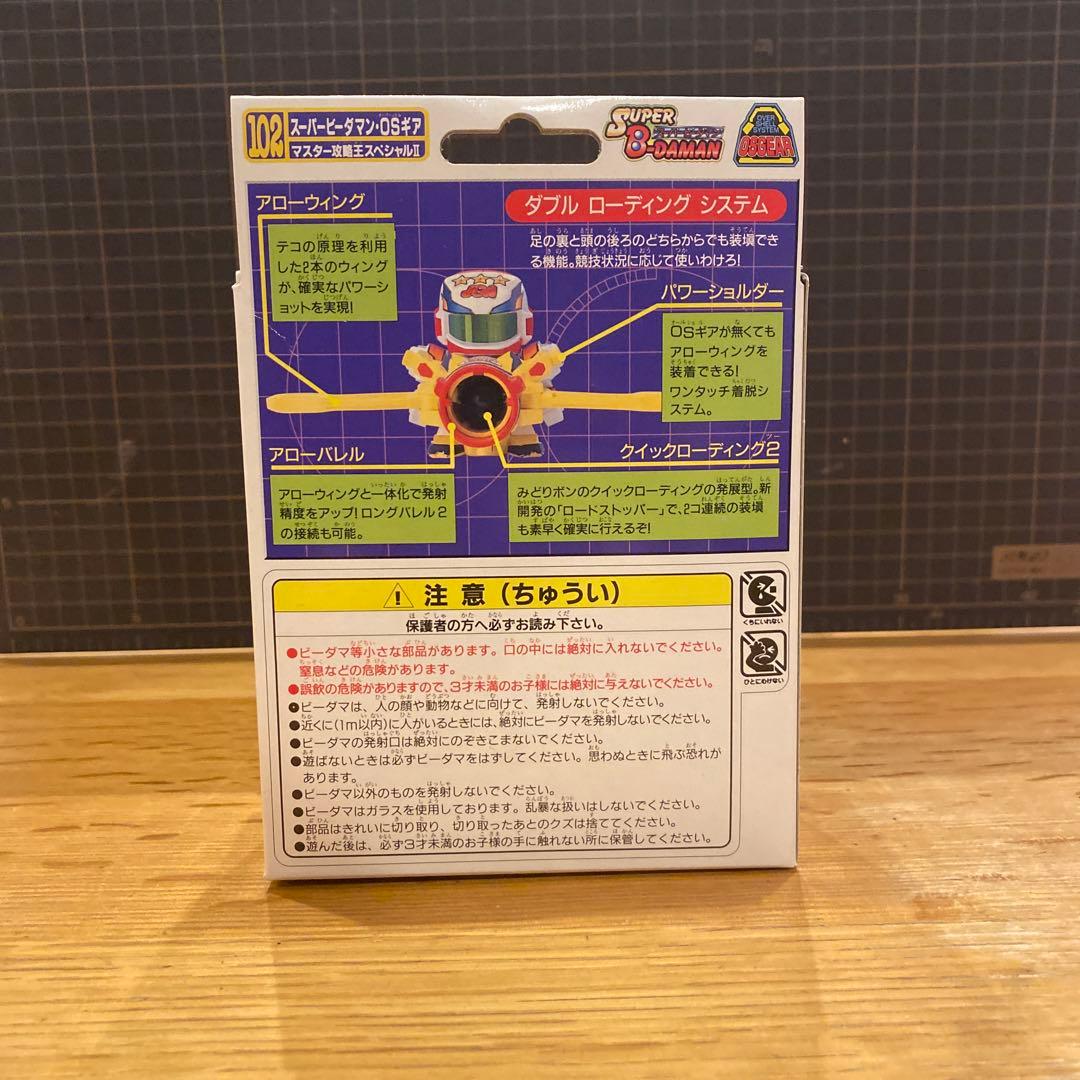 102
スーパービーダマン・OSギア
マスター攻略王スペシャルII
SUPER
B-DAMAN
OVER
SHELL
SYSTEM
OSGEAR
アローウィング
テコの原理を利用
した2本のウィング
が、確実なパワーシ
ョットを実現!
ダブル ローディング システム
足の裏と頭の後ろのどちらからでも装塡でき
る機能。競技状況に応じて使いわけろ!
パワーショルダー
OSギアが無くても
アローウィングを
装着できる!
ワンタッチ着脱シ
ステム。
アローバレル
アローウィングと一体化で発射
精度をアップ!ロングバレル2
の接続も可能。
クイックローディング2
みどりボンのクイックローディングの発展型。新
開発の「ロードストッパー」で、2コ連続の装塡
も素早く確実に行えるぞ!
注意(ちゅうい)
保護者の方へ必ずお読み下さい。
●ビーダマ等小さな部品があります。口の中には絶対に入れないでください。
窒息などの危険があります。
●誤飲の危険がありますので、3才未満のお子様には絶対に与えないでください。
●ビーダマは、人の顔や動物などに向けて、発射しないでください。
●近くに(1m以内)に人がいるときには、絶対にビーダマを発射しないでください。
●ビーダマの発射口は絶対にのぞきこまないでください。
●遊ばないときは必ずビーダマをはずしてください。思わぬときに飛ぶ恐れが
あります。
●ビーダマ以外のものを発射しないでください。
●ビーダマはガラスを使用しております。乱暴な扱いはしないでください。
●部品はきれいに切り取り、切り取ったあとのクズは捨ててください。
●遊んだ後は、必ず3才未満のお子様の手に触れない所に保管してください。
くちにいれない
ひとにむけない